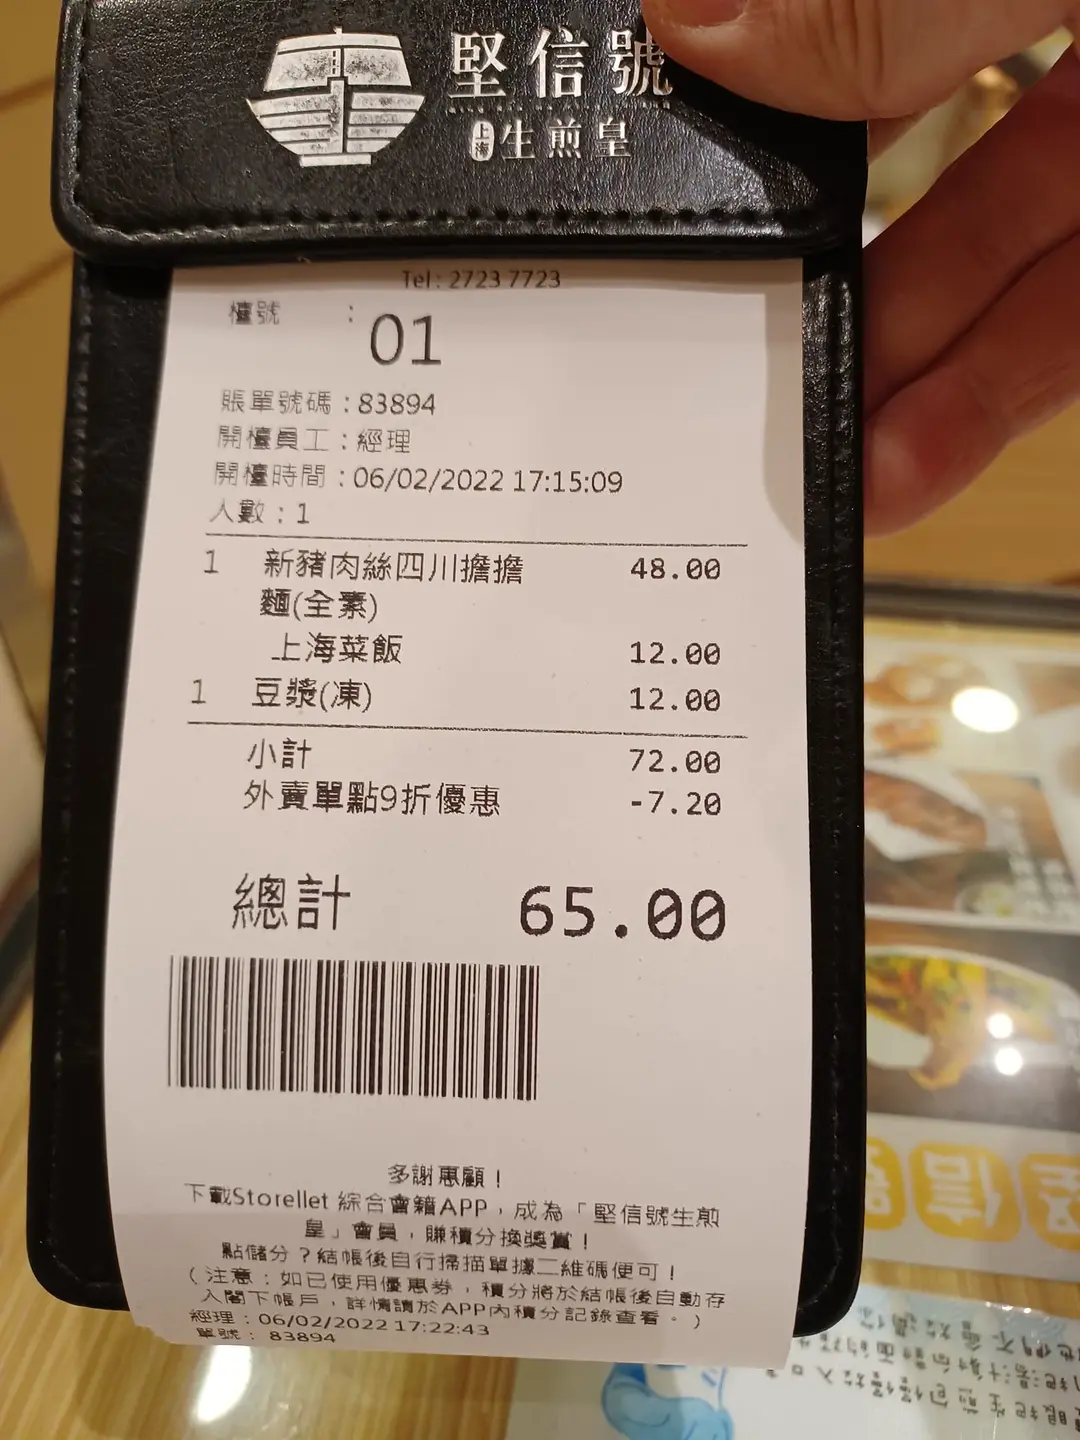 堅信號
上海生煎皇
Tel: 2723 7723
檯號 : 01
賬單號碼:83894
開檯員工:經理
開檯時間:06/02/2022 17:15:09
人數:1
1 新豬肉絲四川擔擔 48.00
麵(全素)
上海菜飯 12.00
1 豆漿(凍) 12.00
小計 72.00
外賣單點9折優惠 -7.20
總計 65.00
多謝惠顧!
下載Storellet 綜合會籍APP,成為「堅信號生煎
皇」會員,賺積分換獎賞!
點儲分?結帳後自行掃描單據二維碼便可!
(注意:如已使用優惠券,積分將於結帳後自動存
入閣下帳戶,詳情請於APP內積分記錄查看。)
經理:06/02/2022 17:22:43
單號: 83894
堅信號